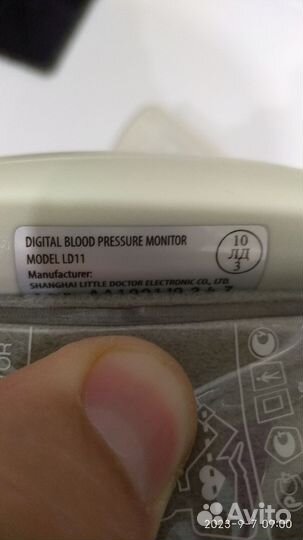 DIGITAL BLOOD PRESSURE MONITOR
MODEL LD11
Manufacturer:
SHANGHAI LITTLE DOCTOR ELECTRONIC CO., LTD.
10
ЛД
3
Avito
2023-9-7 09:00